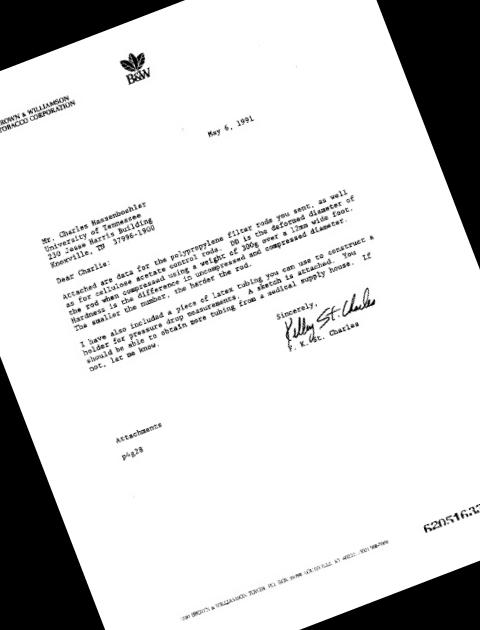 B&W
BROWN & WILLIAMSON
TOBACCO CORPORATION
May 6, 1991
Mr. Charles Hassenboehler
University of Tennessee
230 Jesse Harris Building
Knoxville, TN 37996-1900
Dear Charlie:
Attached are data for the polypropylene filter rods you sent, as well
as for cellulose acetate control rods. DD is the deformed diameter of
the rod when compressed using a weight of 300g over a 12mm wide foot.
Hardness is the difference in uncompressed and compressed diameter.
The smaller the number, the harder the rod.
I have also included a piece of latex tubing you can use to construct a
holder for pressure drop measurements. A sketch is attached. You
should be able to obtain more tubing from a medical supply house. If
not, let me know.
Sincerely,
Kelley St. Charles
F. K. St. Charles
Attachments
p4g28
6205163
BROWN & WILLIAMSON TOWER